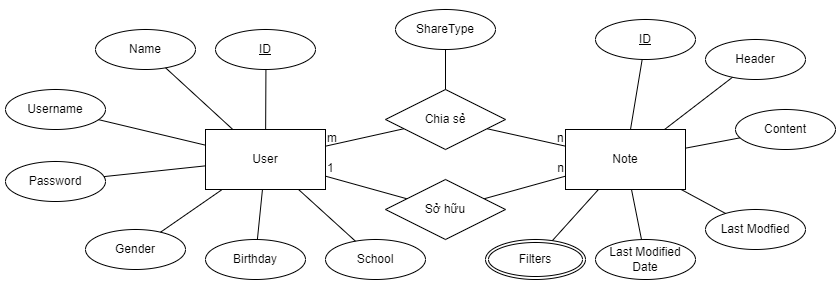 ShareType
Name
ID
ID
Header
Username
Chia sẻ
Content
m
n
User
Note
1
n
Password
Sở hữu
Last Modfied
Gender
Birthday
School
Filters
Last Modified
Date